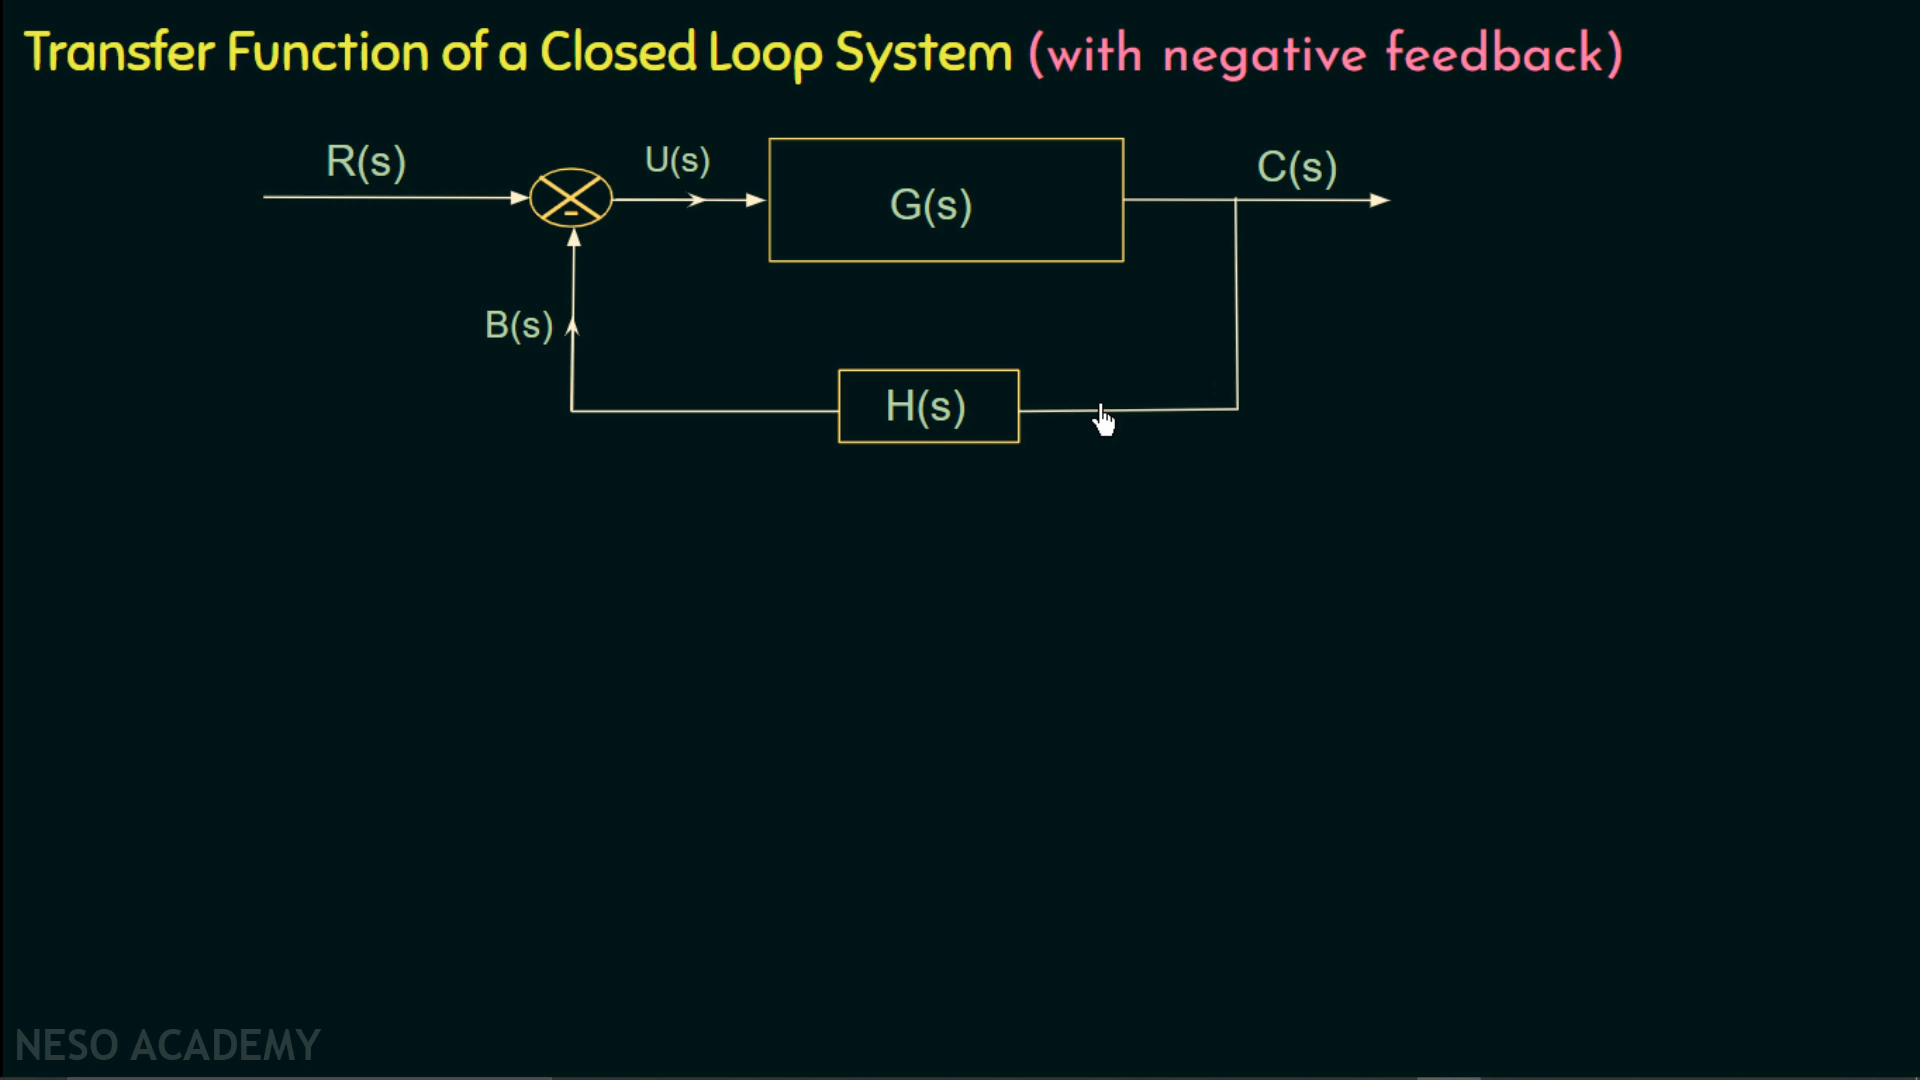 Transfer Function of a Closed Loop System (with negative feedback)
R(s)
U(s)
G(s)
C(s)
-
B(s)
H(s)
NESO ACADEMY